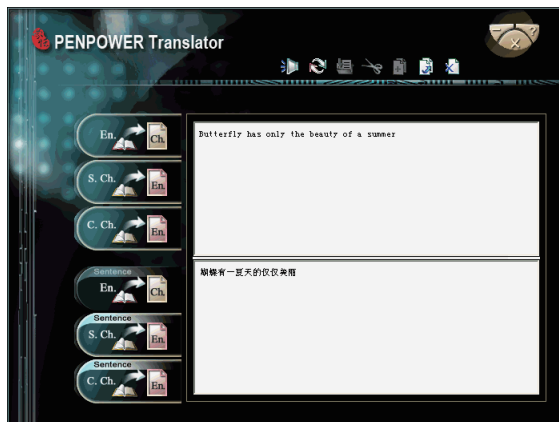 PENPOWER Translator
En. Ch.
S. Ch. En.
C. Ch. En.
Sentence
En. Ch.
Sentence
S. Ch. En.
Sentence
C. Ch. En.
Butterfly has only the beauty of a summer
蝴蝶有一夏天的仅仅美丽